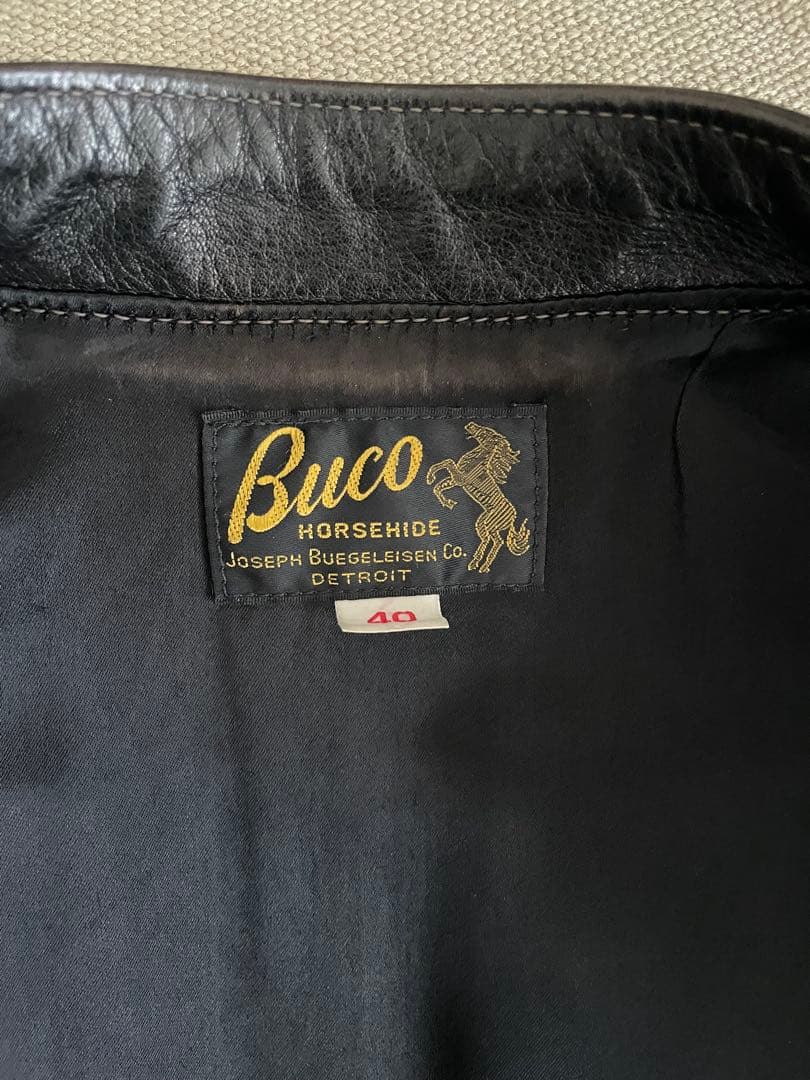 Buco
HORSEHIDE
JOSEPH BUEGELEISEN CO.
DETROIT
40